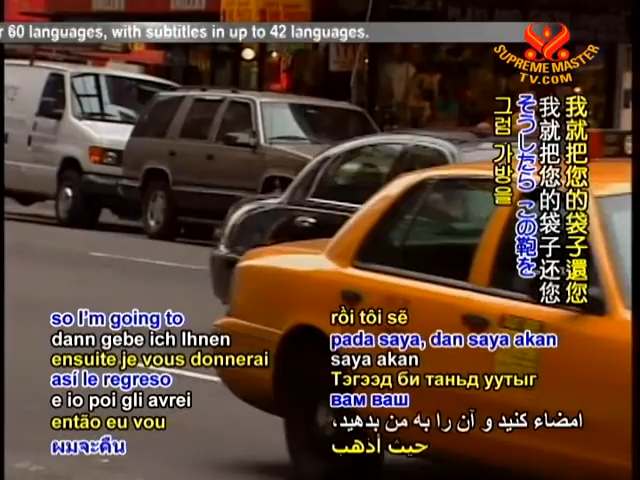 r 60 languages, with subtitles in up to 42 languages.
SUPREME MASTER
TV.COM
我就把您的袋子還您
我就把您的袋子还您
そうしたら この鞄を
그럼 가방을
so I'm going to
dann gebe ich Ihnen
ensuite je vous donnerai
así le regreso
e io poi gli avrei
então eu vou
ผมจะคืน
rồi tôi sẽ
pada saya, dan saya akan
saya akan
Тэгээд би таньд уутыг
вам ваш
امضاء کنید و آن را به من بدهید،
حيث أذهب